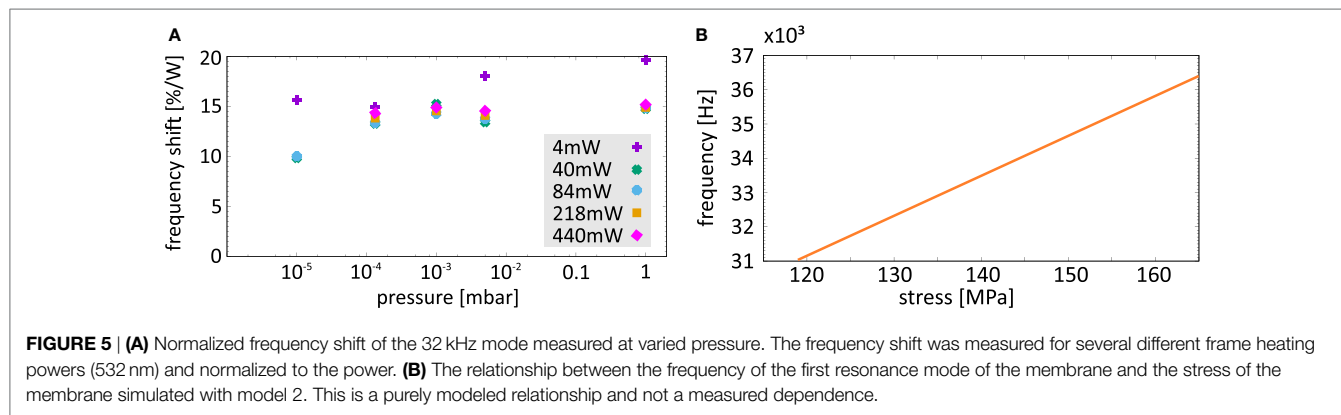 A
frequency shift [%/W]
20
15
10
5
0
10⁻⁵ 10⁻⁴ 10⁻³ 10⁻² 0.1 1
pressure [mbar]
4mW
40mW
84mW
218mW
440mW
B
x10³
frequency [Hz]
37
36
35
34
33
32
31
120 130 140 150 160
stress [MPa]
FIGURE 5 | (A) Normalized frequency shift of the 32 kHz mode measured at varied pressure. The frequency shift was measured for several different frame heating
powers (532 nm) and normalized to the power. (B) The relationship between the frequency of the first resonance mode of the membrane and the stress of the
membrane simulated with model 2. This is a purely modeled relationship and not a measured dependence.